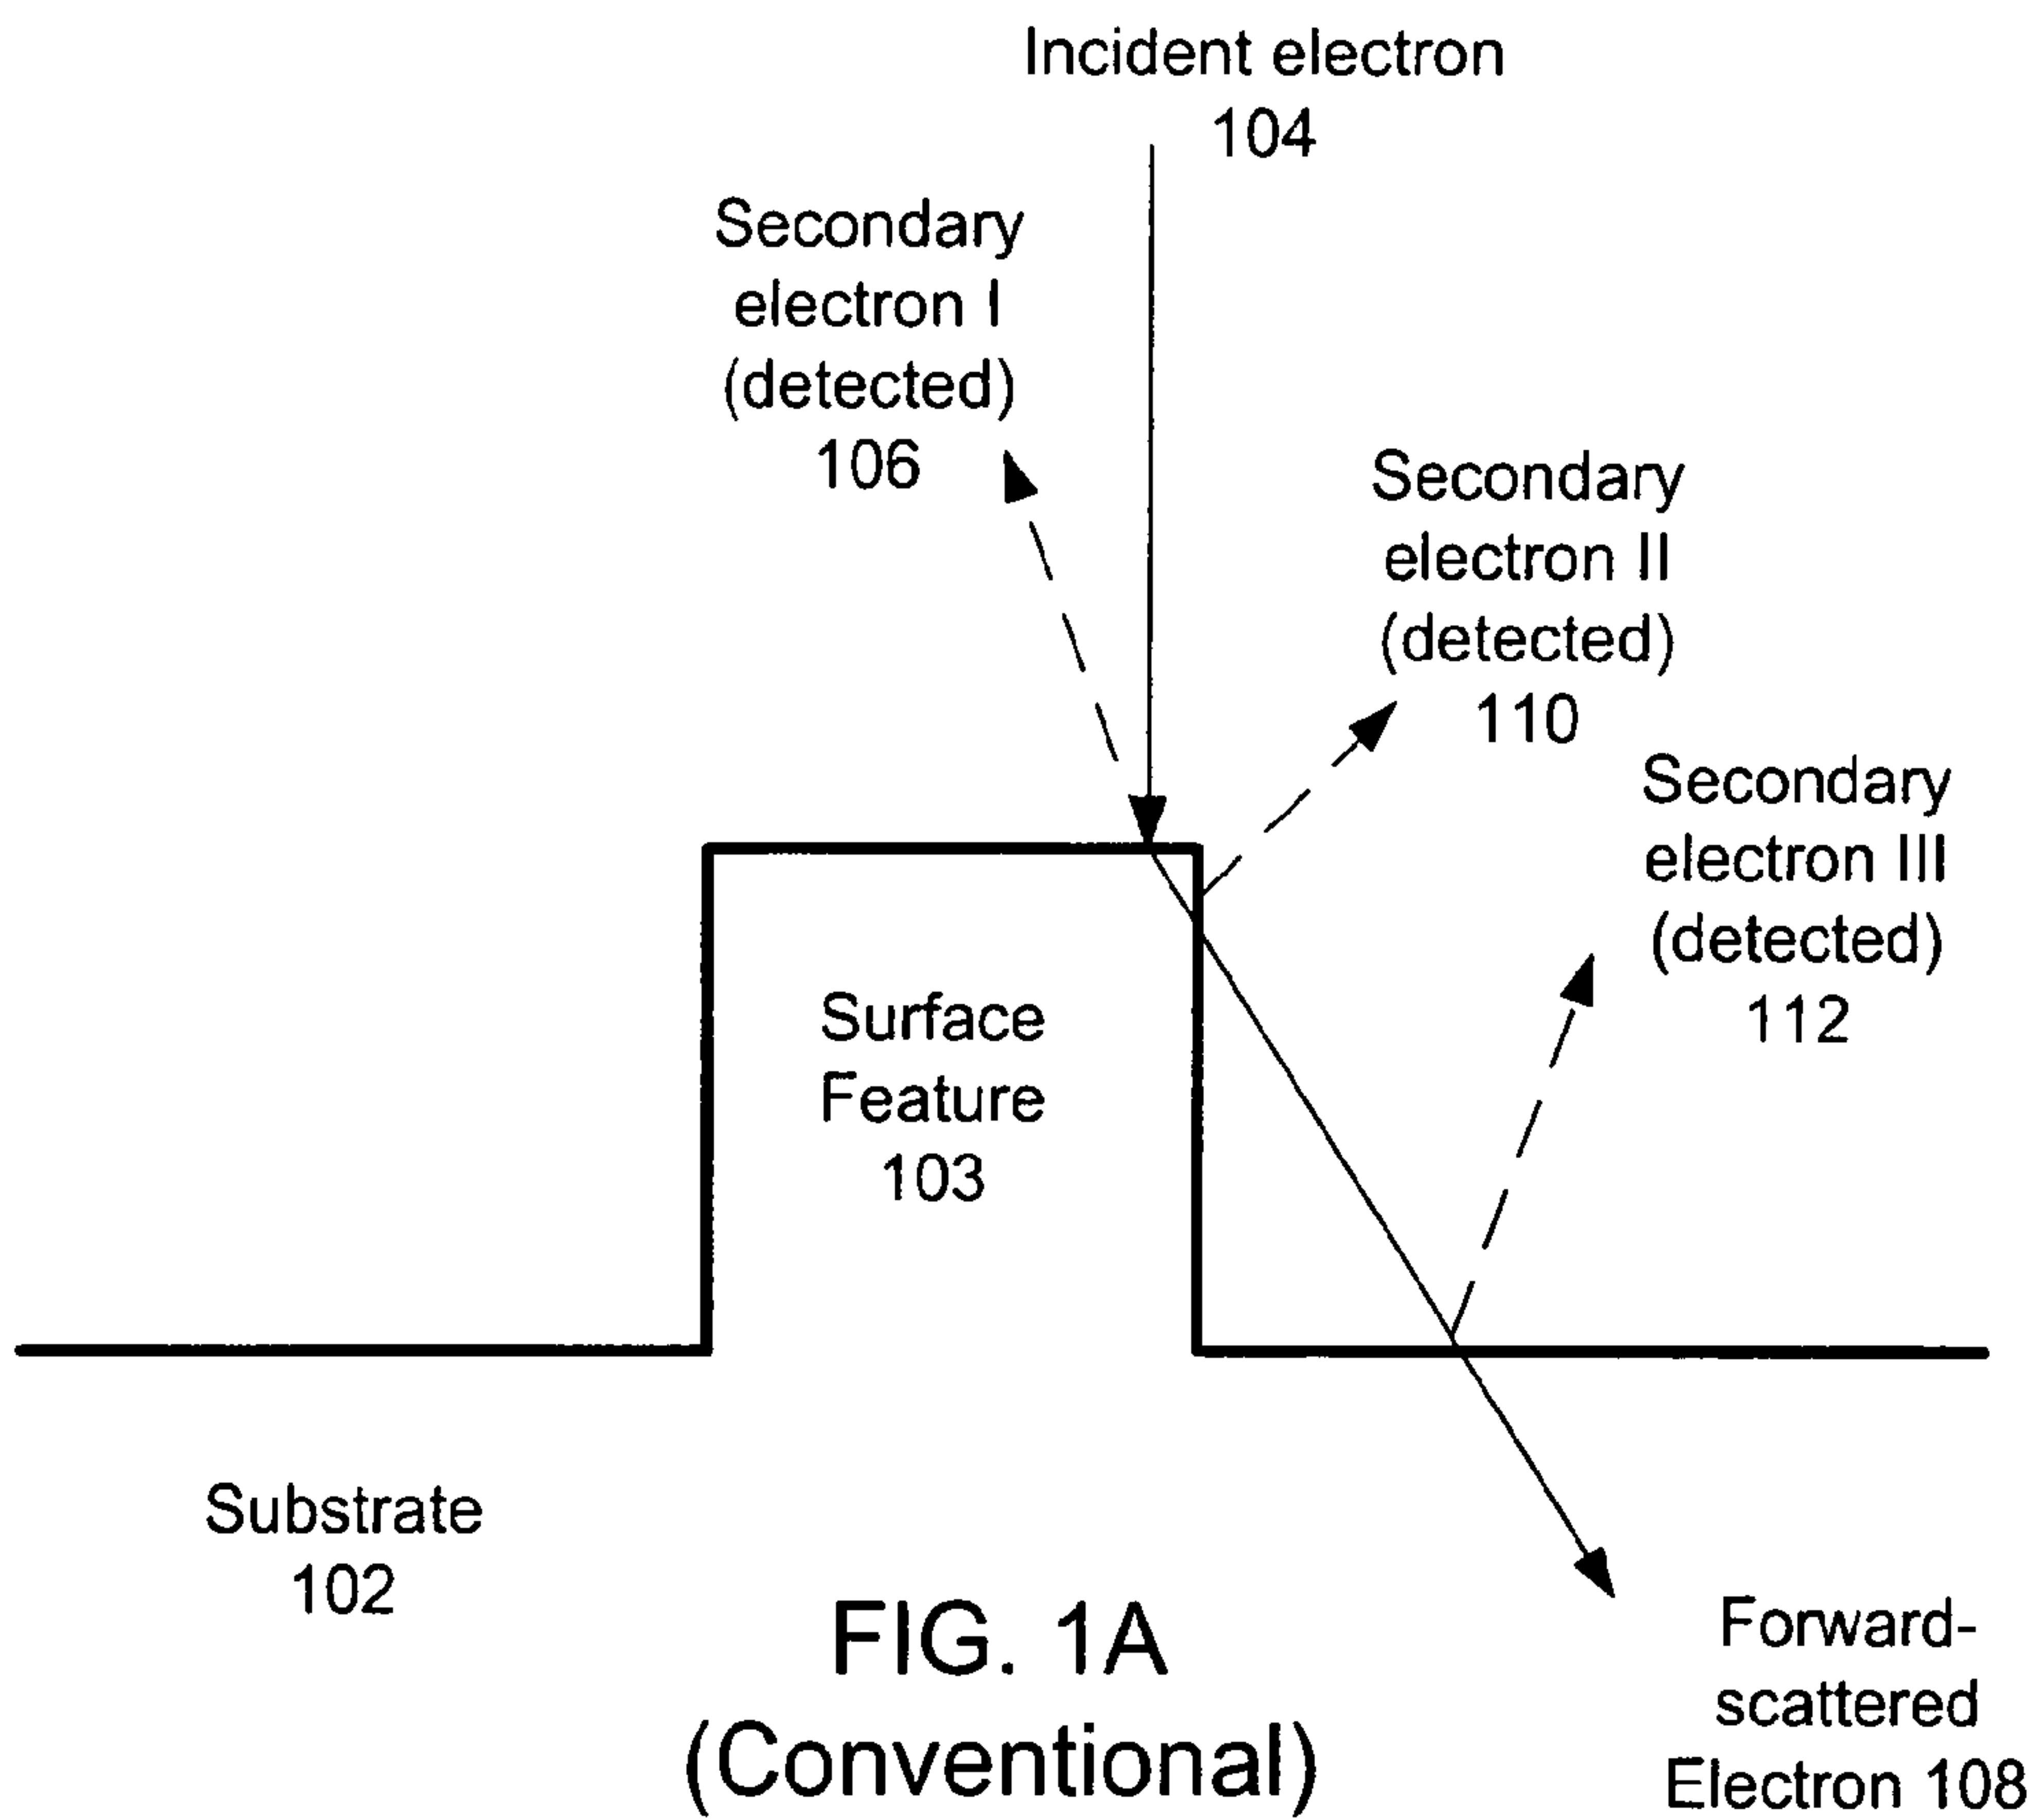 Incident electron
104
Secondary
electron I
(detected)
106
Secondary
electron II
(detected)
110
Secondary
electron III
(detected)
112
Surface
Feature
103
Substrate
102
FIG. 1A
(Conventional)
Forward-
scattered
Electron 108